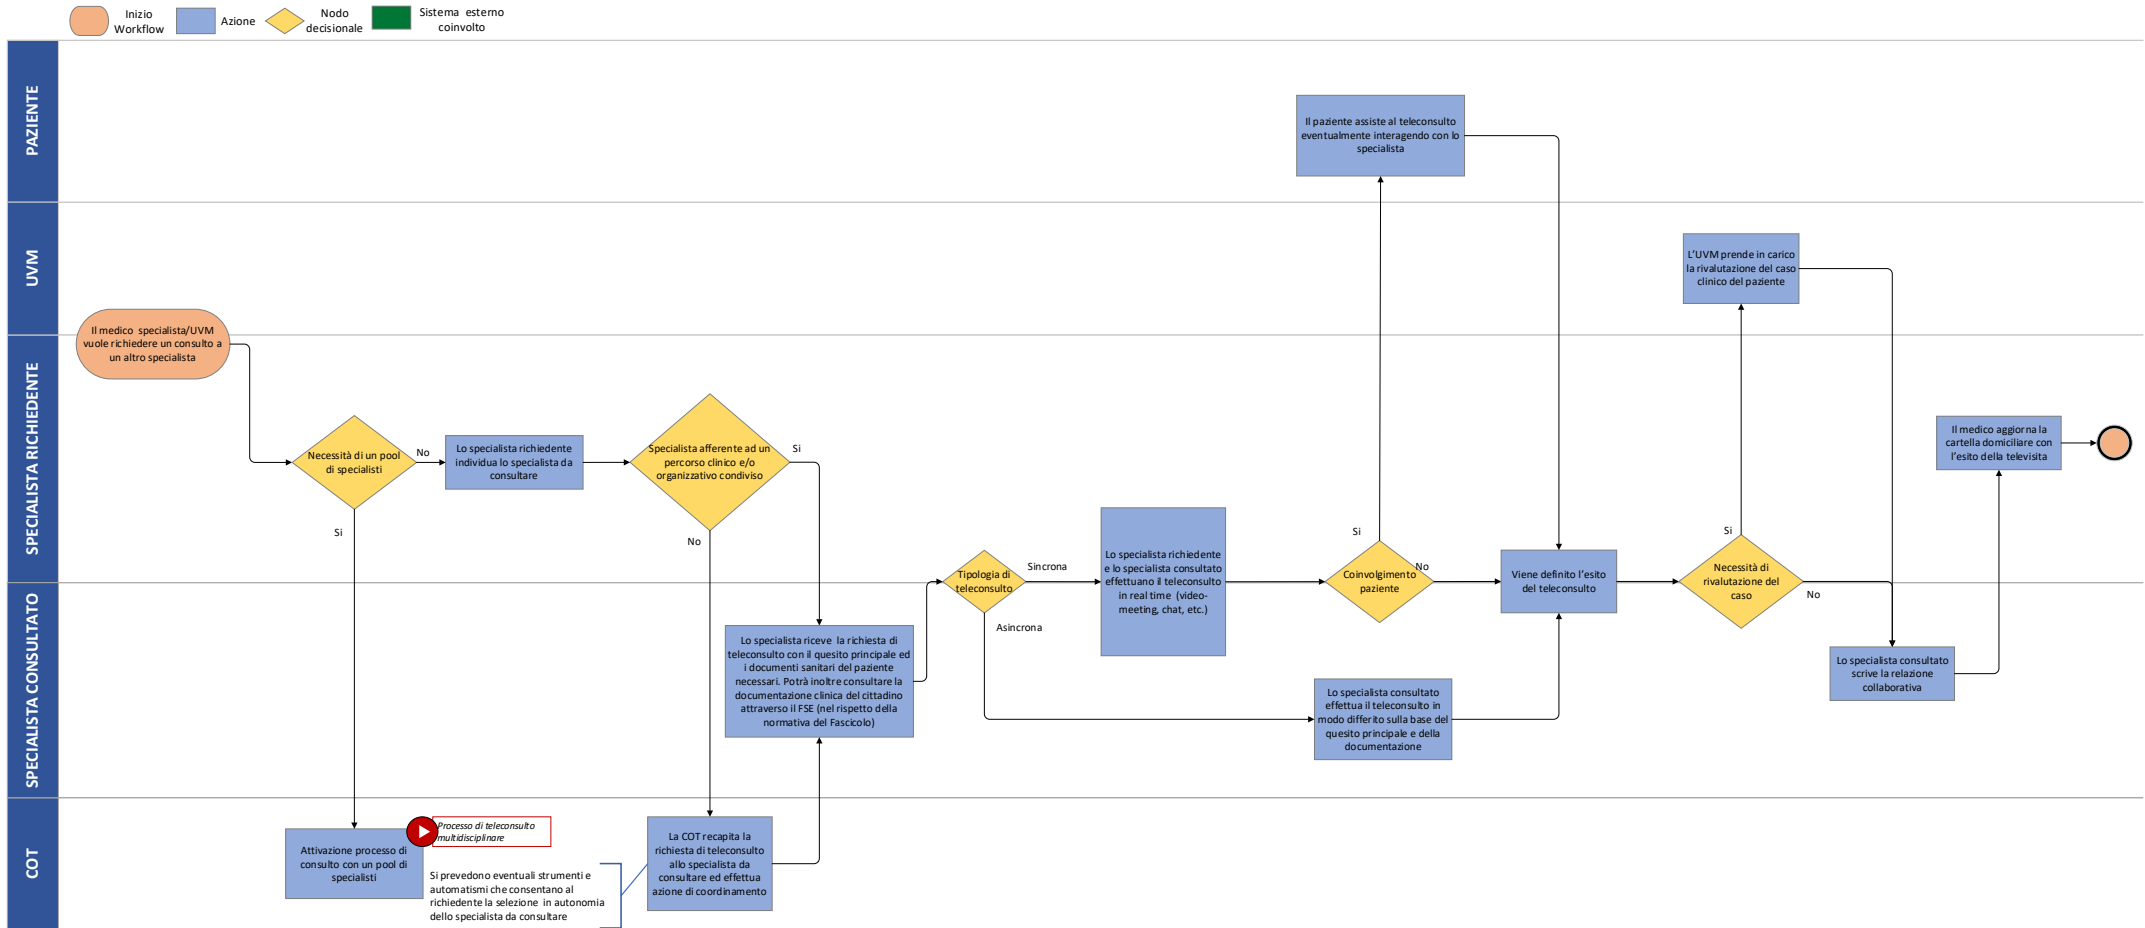 Inizio
Workflow
Azione
Nodo
decisionale
Sistema esterno
coinvolto
PAZIENTE
Il paziente assiste al teleconsulto
eventualmente interagendo con lo
specialista
UVM
L'UVM prende in carico
la rivalutazione del caso
clinico del paziente
SPECIALISTA RICHIEDENTE
Il medico specialista/UVM
vuole richiedere un consulto a
un altro specialista
Necessità di un pool
di specialisti
No
Si
Lo specialista richiedente
individua lo specialista da
consultare
Specialista afferente ad un
percorso clinico e/o
organizzativo condiviso
Si
No
Tipologia di
teleconsulto
Sincrona
Asincrona
Lo specialista richiedente
e lo specialista consultato
effettuano il teleconsulto
in real time (video-
meeting, chat, etc.)
Si
Coinvolgimento
paziente
No
Viene definito l'esito
del teleconsulto
Si
Necessità di
rivalutazione del
caso
No
Il medico aggiorna la
cartella domiciliare con
l'esito della televisita
SPECIALISTA CONSULTATO
Lo specialista riceve la richiesta di
teleconsulto con il quesito principale ed
i documenti sanitari del paziente
necessari. Potrà inoltre consultare la
documentazione clinica del cittadino
attraverso il FSE (nel rispetto della
normativa del Fascicolo)
Lo specialista consultato
effettua il teleconsulto in
modo differito sulla base del
quesito principale e della
documentazione
Lo specialista consultato
scrive la relazione
collaborativa
COT
Attivazione processo di
consulto con un pool di
specialisti
Processo di teleconsulto
multidisciplinare
Si prevedono eventuali strumenti e
automatismi che consentano al
richiedente la selezione in autonomia
dello specialista da consultare
La COT recapita la
richiesta di teleconsulto
allo specialista da
consultare ed effettua
azione di coordinamento